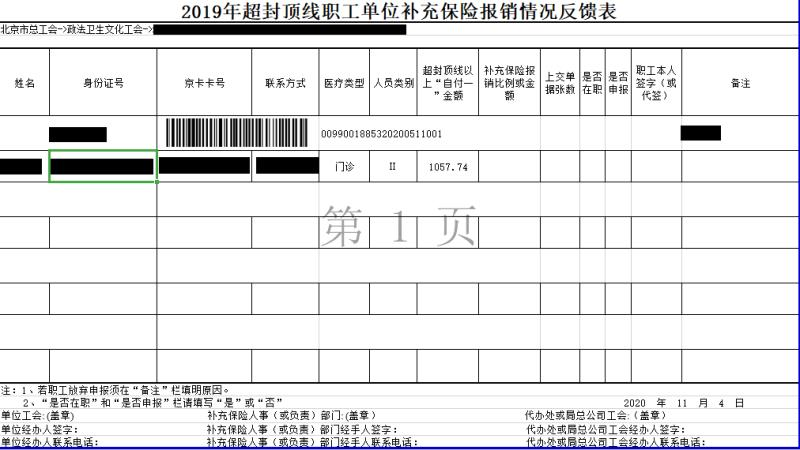 2019年超封顶线职工单位补充保险报销情况反馈表
北京市总工会->政法卫生文化工会->
姓名 身份证号 京卡卡号 联系方式 医疗类型 人员类别 超封顶线以上“自付一”金额 补充保险报销比例或金额 上交单据张数 是否在职 是否申报 职工本人签字（或代签） 备注
0099001885320200511001
门诊 II 1057.74
第 1 页
注：1、若职工放弃申报须在“备注”栏填明原因。
2、“是否在职”和“是否申报”栏请填写“是”或“否”
2020 年 11 月 4 日
单位工会:(盖章) 补充保险人事（或负责）部门:(盖章） 代办处或局总公司工会:（盖章）
单位经办人签字： 补充保险人事（或负责）部门经手人签字： 代办处或局总公司工会经办人签字：
单位经办人联系电话： 补充保险人事（或负责）部门经手人联系电话： 代办处或局总公司工会经办人联系电话：